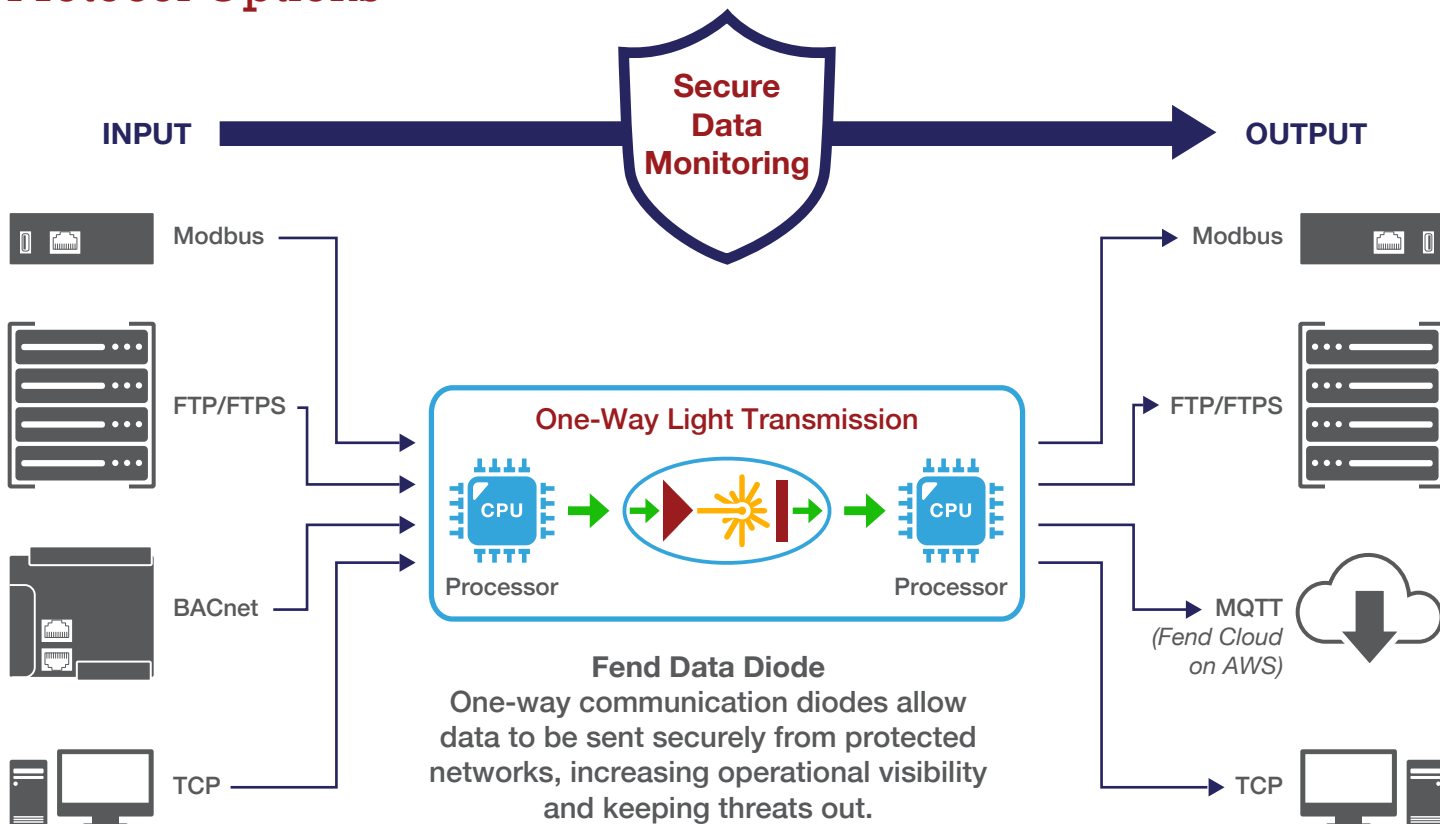 Protocol Options
Secure
Data
Monitoring
INPUT
OUTPUT
Modbus
FTP/FTPS
BACnet
TCP
One-Way Light Transmission
CPU
Processor
CPU
Processor
Fend Data Diode
One-way communication diodes allow
data to be sent securely from protected
networks, increasing operational visibility
and keeping threats out.
Modbus
FTP/FTPS
MQTT
(Fend Cloud
on AWS)
TCP